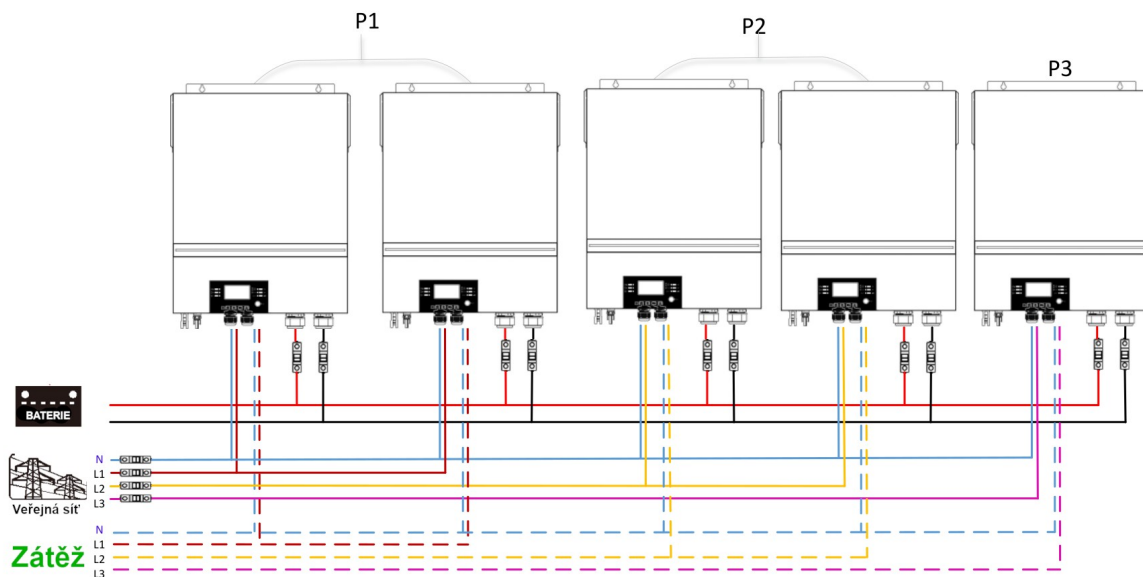 P1
P2
P3
BATERIE
N
L1
L2
L3
Veřejná síť
N
L1
L2
L3
Zátěž